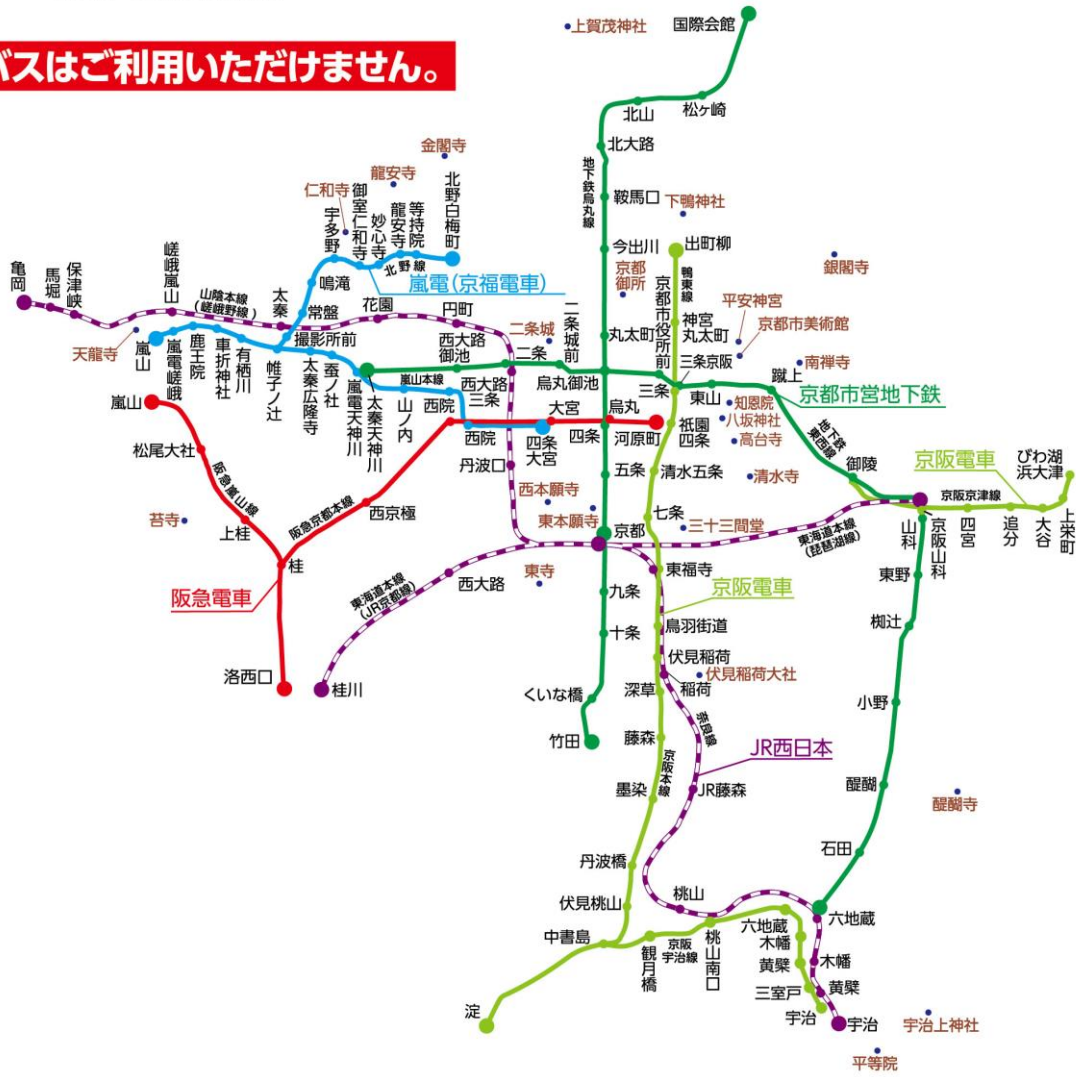 バスはご利用いただけません。
上賀茂神社
国際会館
松ヶ崎
北山
北大路
地下鉄烏丸線
鞍馬口
今出川
下鴨神社
出町柳
鴨東線
京都御所
京都市役所前
神宮丸太町
丸太町
銀閣寺
平安神宮
京都市美術館
南禅寺
金閣寺
龍安寺
仁和寺
北野白梅町
等持院
龍安寺
妙心寺
御室仁和寺
宇多野
北野線
嵐電(京福電車)
鳴滝
常盤
亀岡
馬堀
保津峡
嵯峨嵐山
山陰本線
(嵯峨野線)
太秦
花園
円町
二条城
二条城前
二条
西大路御池
撮影所前
天龍寺
嵐山
嵐電嵯峨
鹿王院
車折神社
有栖川
帷子ノ辻
太秦広隆寺
蚕ノ社
嵐電天神川
太秦天神川
嵐山本線
山ノ内
西大路三条
西院
西院
四条大宮
大宮
烏丸
四条
河原町
烏丸御池
三条京阪
三条
東山
蹴上
京都市営地下鉄
祇園四条
知恩院
八坂神社
高台寺
清水寺
地下鉄
東西線
御陵
京阪電車
びわ湖浜大津
京阪京津線
山科
京阪山科
四宮
追分
大谷
上栄町
嵐山
松尾大社
阪急嵐山線
苔寺
上桂
桂
阪急京都本線
西京極
阪急電車
洛西口
丹波口
西本願寺
東本願寺
五条
清水五条
七条
三十三間堂
京都
東海道本線
(琵琶湖線)
東海道本線
(JR京都線)
西大路
東寺
桂川
九条
十条
くいな橋
竹田
東福寺
京阪電車
鳥羽街道
伏見稲荷
伏見稲荷大社
稲荷
深草
奈良線
藤森
京阪本線
JR西日本
墨染
JR藤森
丹波橋
伏見桃山
桃山
中書島
淀
観月橋
京阪
宇治線
桃山南口
六地蔵
六地蔵
木幡
木幡
黄檗
黄檗
三室戸
宇治
宇治
東野
椥辻
小野
醍醐
醍醐寺
石田
宇治上神社
平等院